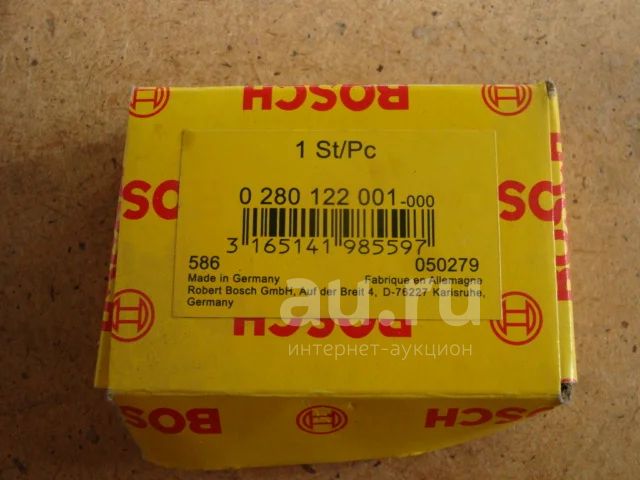 BOSCH
1 St/Pc
0 280 122 001-000
BOS
3 165141 985597
586 050279
Made in Germany Fabrique en Allemagne
Robert Bosch GmbH, Auf der Breit 4, D-76227 Karlsruhe,
Germany
au.ru
интернет-аукцион
BOSCH
BOSCH
BOSCH